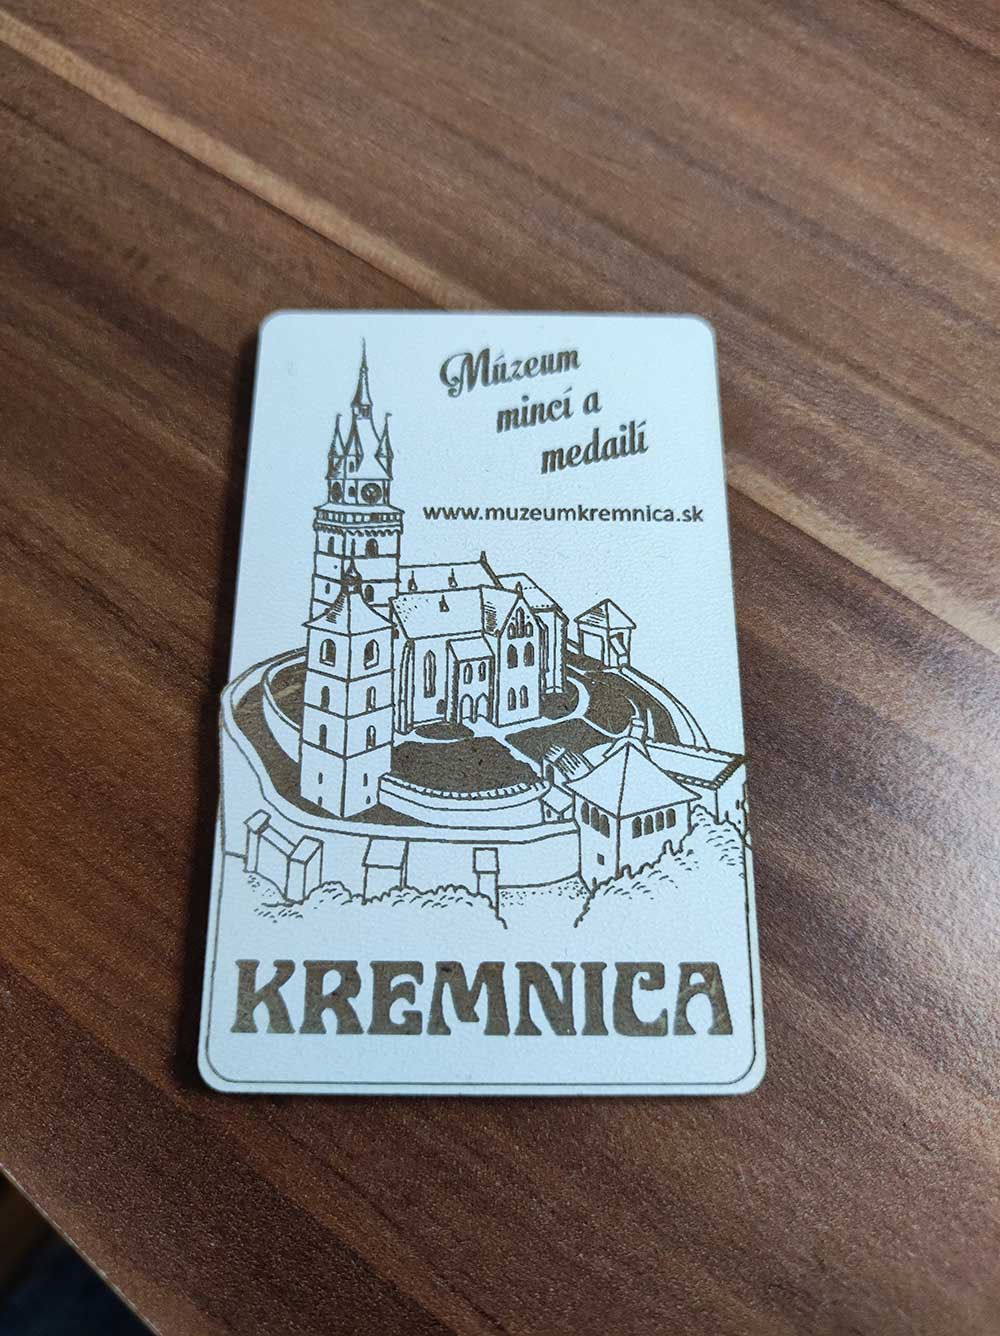 Múzeum
mincí a
medailí
www.muzeumkremnica.sk
KREMNICA